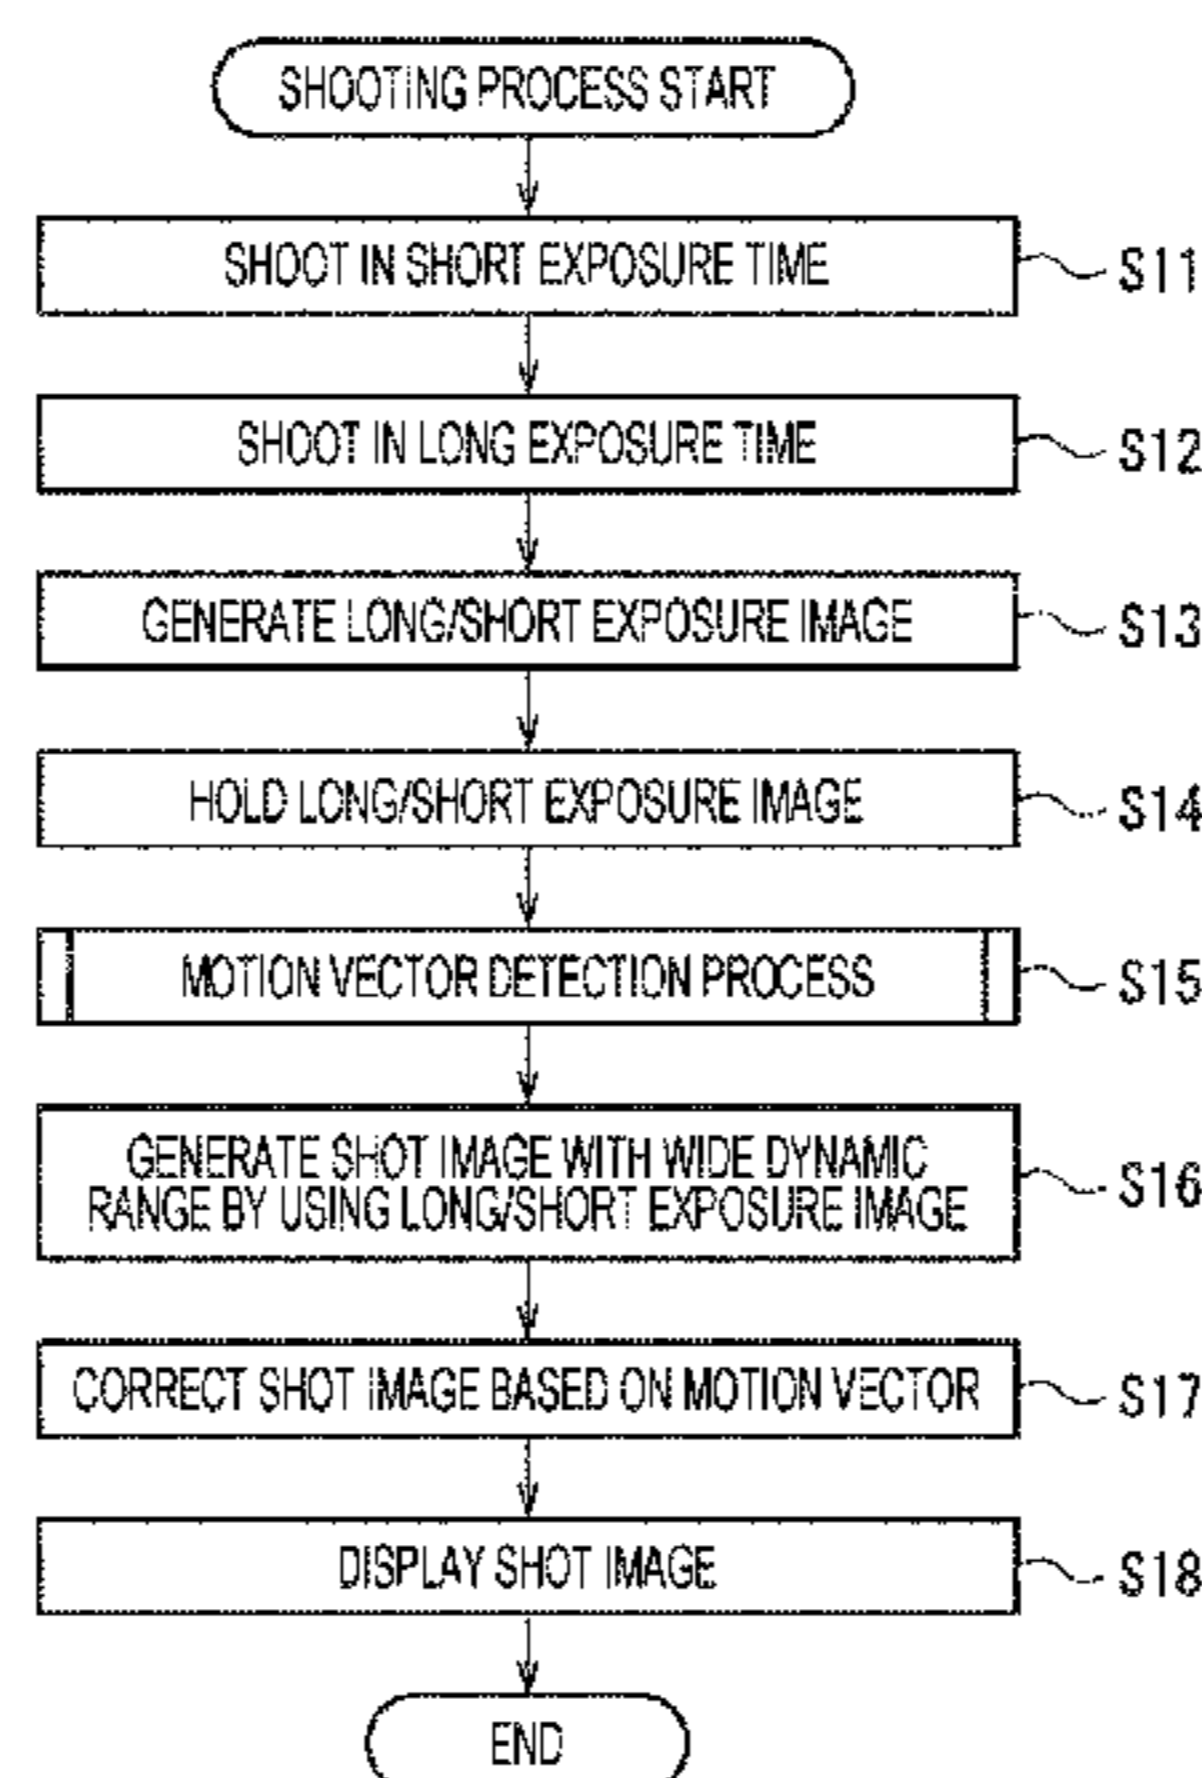 SHOOTING PROCESS START
SHOOT IN SHORT EXPOSURE TIME
S11
SHOOT IN LONG EXPOSURE TIME
S12
GENERATE LONG/SHORT EXPOSURE IMAGE
S13
HOLD LONG/SHORT EXPOSURE IMAGE
S14
MOTION VECTOR DETECTION PROCESS
S15
GENERATE SHOT IMAGE WITH WIDE DYNAMIC
RANGE BY USING LONG/SHORT EXPOSURE IMAGE
S16
CORRECT SHOT IMAGE BASED ON MOTION VECTOR
S17
DISPLAY SHOT IMAGE
S18
END